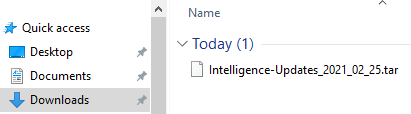 Quick access
Desktop
Documents
Downloads
Name
Today (1)
Intelligence-Updates_2021_02_25.tar